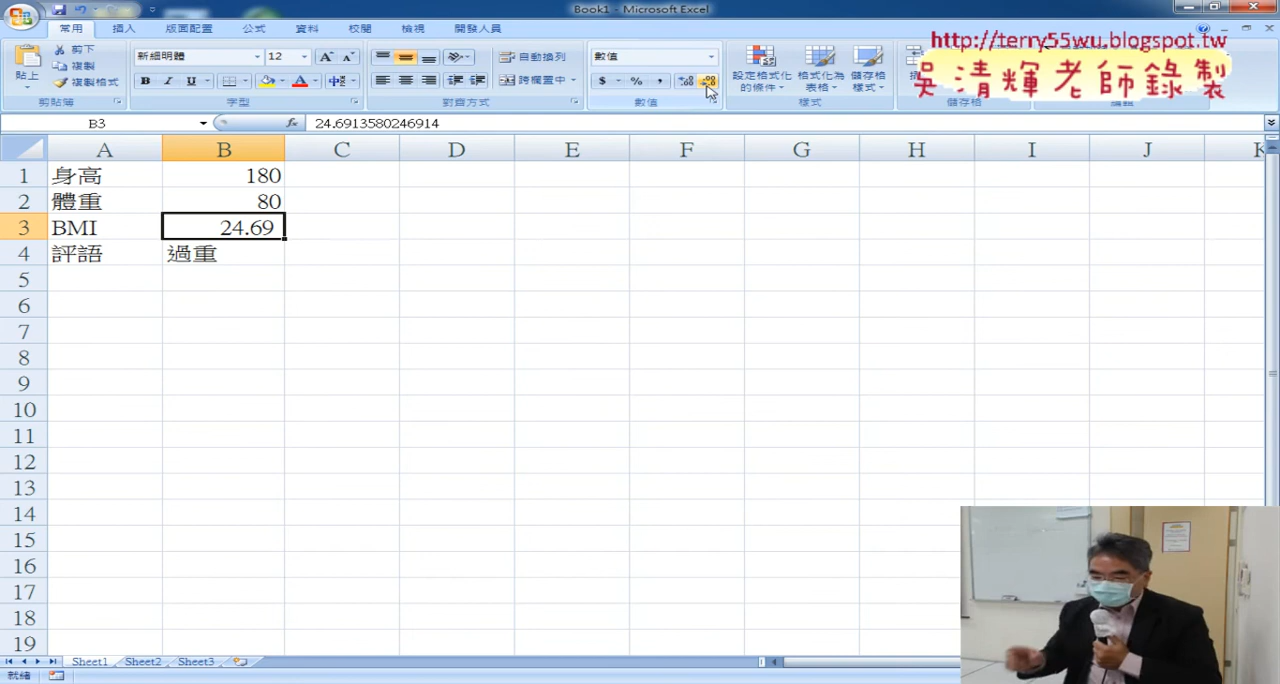 Book1 - Microsoft Excel
常用 插入 版面配置 公式 資料 校閱 檢視 開發人員
http://terry55wu.blogspot.tw
吳清輝老師錄製
貼上
剪下
複製
複製格式
剪貼簿
新細明體 12
B I U
字型
自動換列
跨欄置中
對齊方式
數值
$ % ,
數值
設定格式化的條件
格式化為表格
儲存格樣式
樣式
儲存格
B3 fx 24.6913580246914
A B C D E F G H I J K
1 身高 180
2 體重 80
3 BMI 24.69
4 評語 過重
5
6
7
8
9
10
11
12
13
14
15
16
17
18
19
Sheet1 Sheet2 Sheet3
就緒